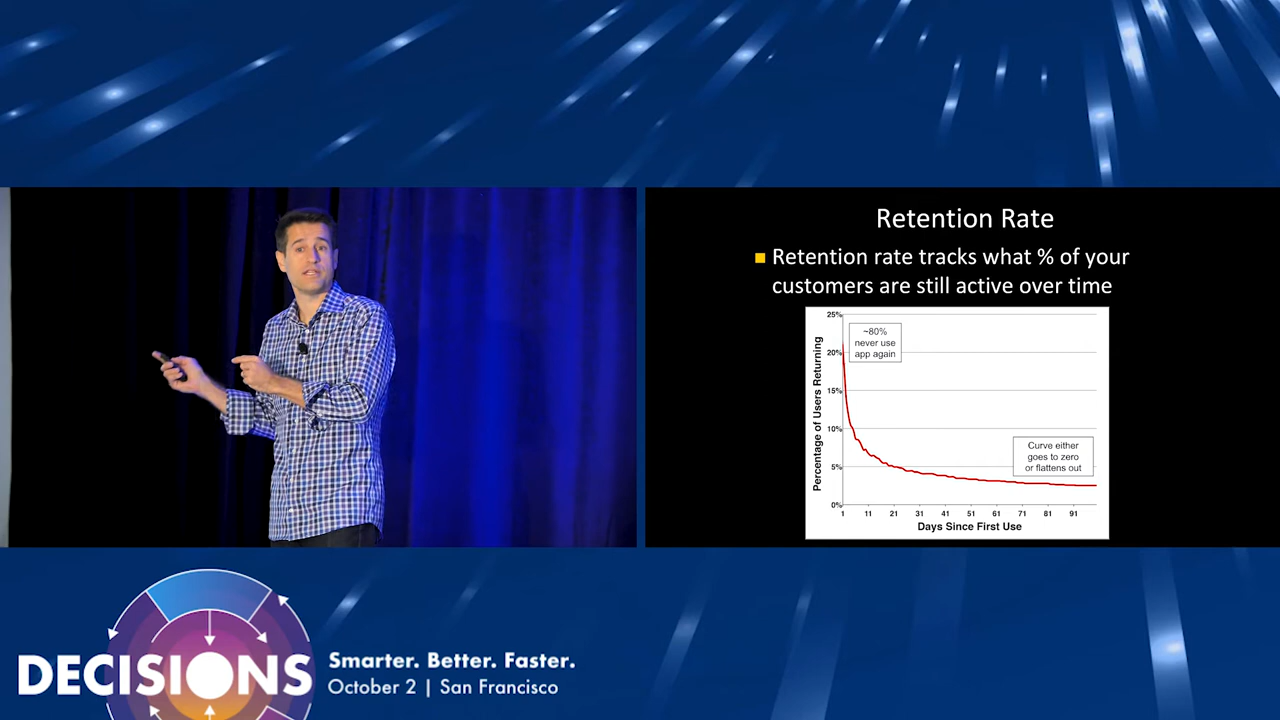 Retention Rate
Retention rate tracks what % of your
customers are still active over time
25%
20%
15%
10%
5%
0%
Percentage of Users Returning
~80%
never use
app again
Curve either
goes to zero
or flattens out
1 11 21 31 41 51 61 71 81 91
Days Since First Use
DECISIONS
Smarter. Better. Faster.
October 2 | San Francisco